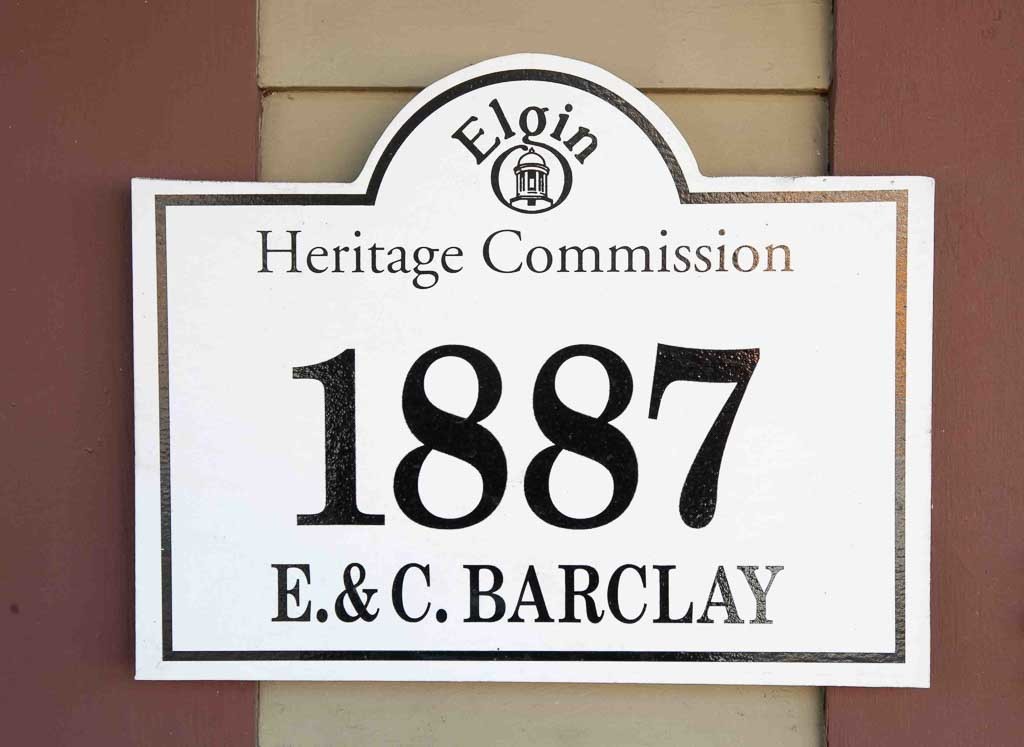 Elgin
Heritage Commission
1887
E. & C. BARCLAY